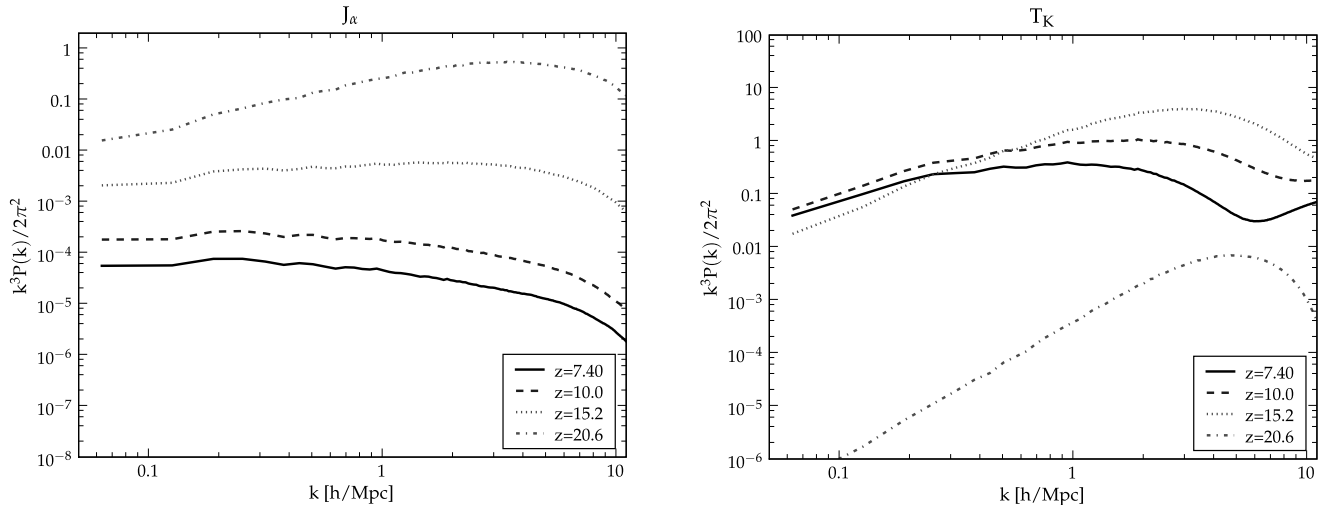 J_α
k³P(k)/2π²
1
0.1
0.01
10⁻³
10⁻⁴
10⁻⁵
10⁻⁶
10⁻⁷
10⁻⁸
z=7.40
z=10.0
z=15.2
z=20.6
0.1 1 10
k [h/Mpc]
T_K
k³P(k)/2π²
100
10
1
0.1
0.01
10⁻³
10⁻⁴
10⁻⁵
10⁻⁶
z=7.40
z=10.0
z=15.2
z=20.6
0.1 1 10
k [h/Mpc]